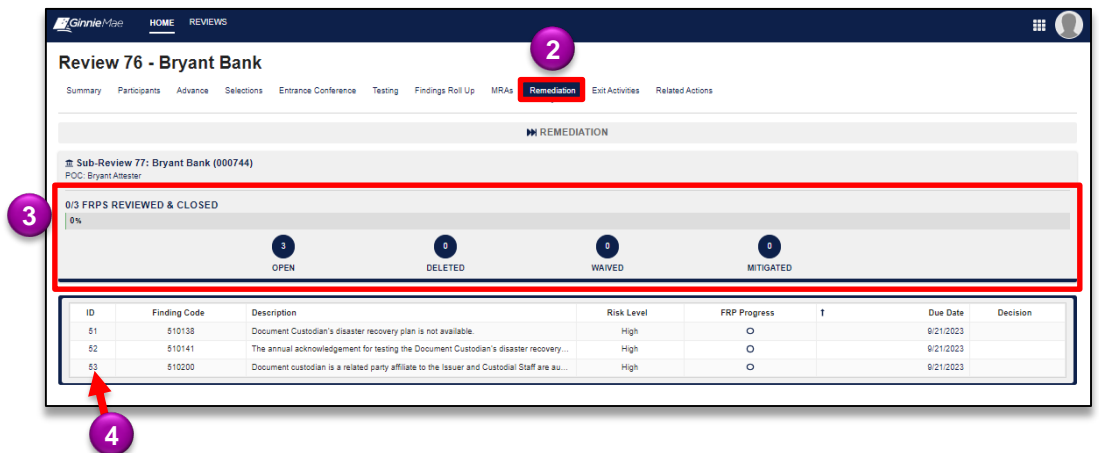 GinnieMae HOME REVIEWS
2
Review 76 - Bryant Bank
Summary Participants Advance Selections Entrance Conference Testing Findings Roll Up MRAs Remediation Exit Activities Related Actions
REMEDIATION
Sub-Review 77: Bryant Bank (000744)
POC: Bryant Attester
3
0/3 FRPS REVIEWED & CLOSED
0%
3 0 0 0
OPEN DELETED WAIVED MITIGATED
ID Finding Code Description Risk Level FRP Progress ↑ Due Date Decision
51 510138 Document Custodian's disaster recovery plan is not available. High 9/21/2023
52 510141 The annual acknowledgement for testing the Document Custodian's disaster recovery... High 9/21/2023
53 510200 Document custodian is a related party affiliate to the Issuer and Custodial Staff are au... High 9/21/2023
4